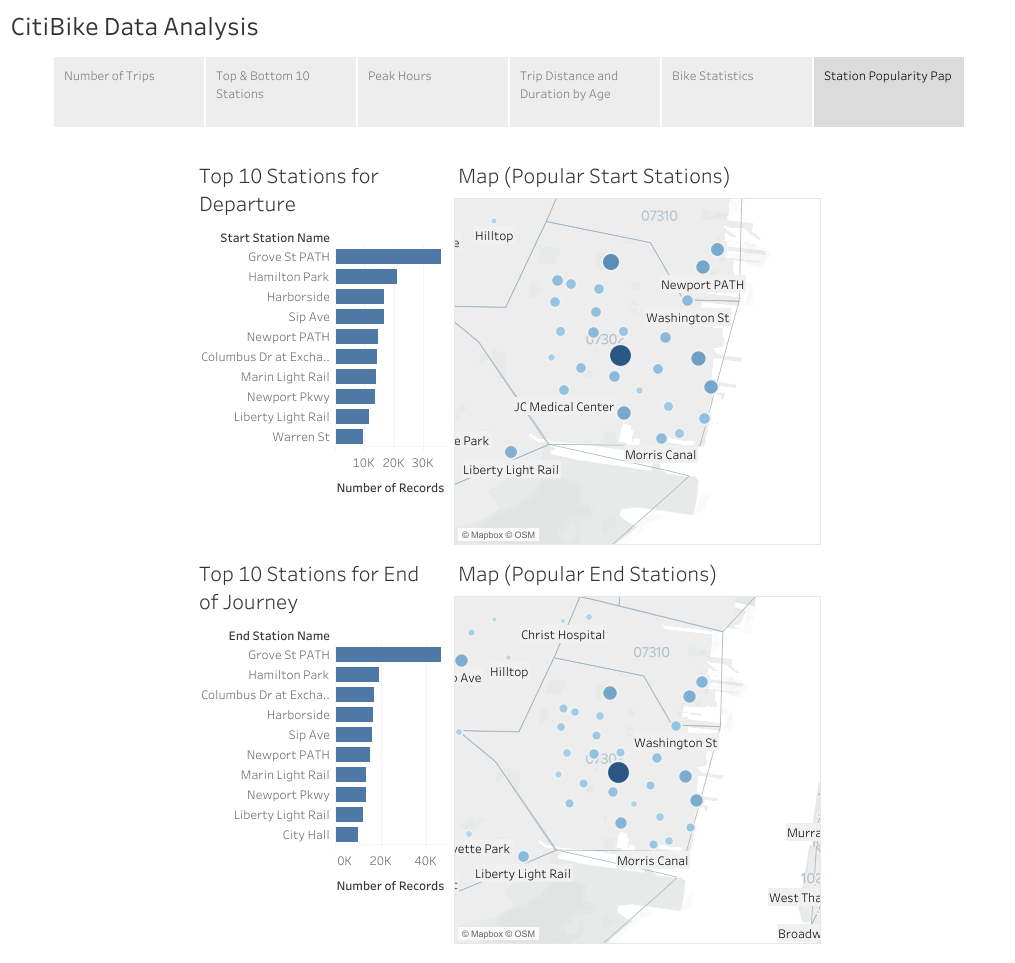 CitiBike Data Analysis
Number of Trips
Top & Bottom 10
Stations
Peak Hours
Trip Distance and
Duration by Age
Bike Statistics
Station Popularity Pap
Top 10 Stations for
Departure
Start Station Name
Grove St PATH
Hamilton Park
Harborside
Sip Ave
Newport PATH
Columbus Dr at Excha..
Marin Light Rail
Newport Pkwy
Liberty Light Rail
Warren St
10K 20K 30K
Number of Records
Map (Popular Start Stations)
07310
Hilltop
e
Newport PATH
Washington St
07302
JC Medical Center
e Park
Morris Canal
Liberty Light Rail
© Mapbox © OSM
Top 10 Stations for End
of Journey
End Station Name
Grove St PATH
Hamilton Park
Columbus Dr at Excha..
Harborside
Sip Ave
Newport PATH
Marin Light Rail
Newport Pkwy
Liberty Light Rail
City Hall
0K 20K 40K
Number of Records
Map (Popular End Stations)
Christ Hospital
07310
Hilltop
p Ave
Washington St
0730
Murra
vette Park
Morris Canal
Liberty Light Rail
102
West Tha
Broadw
© Mapbox © OSM